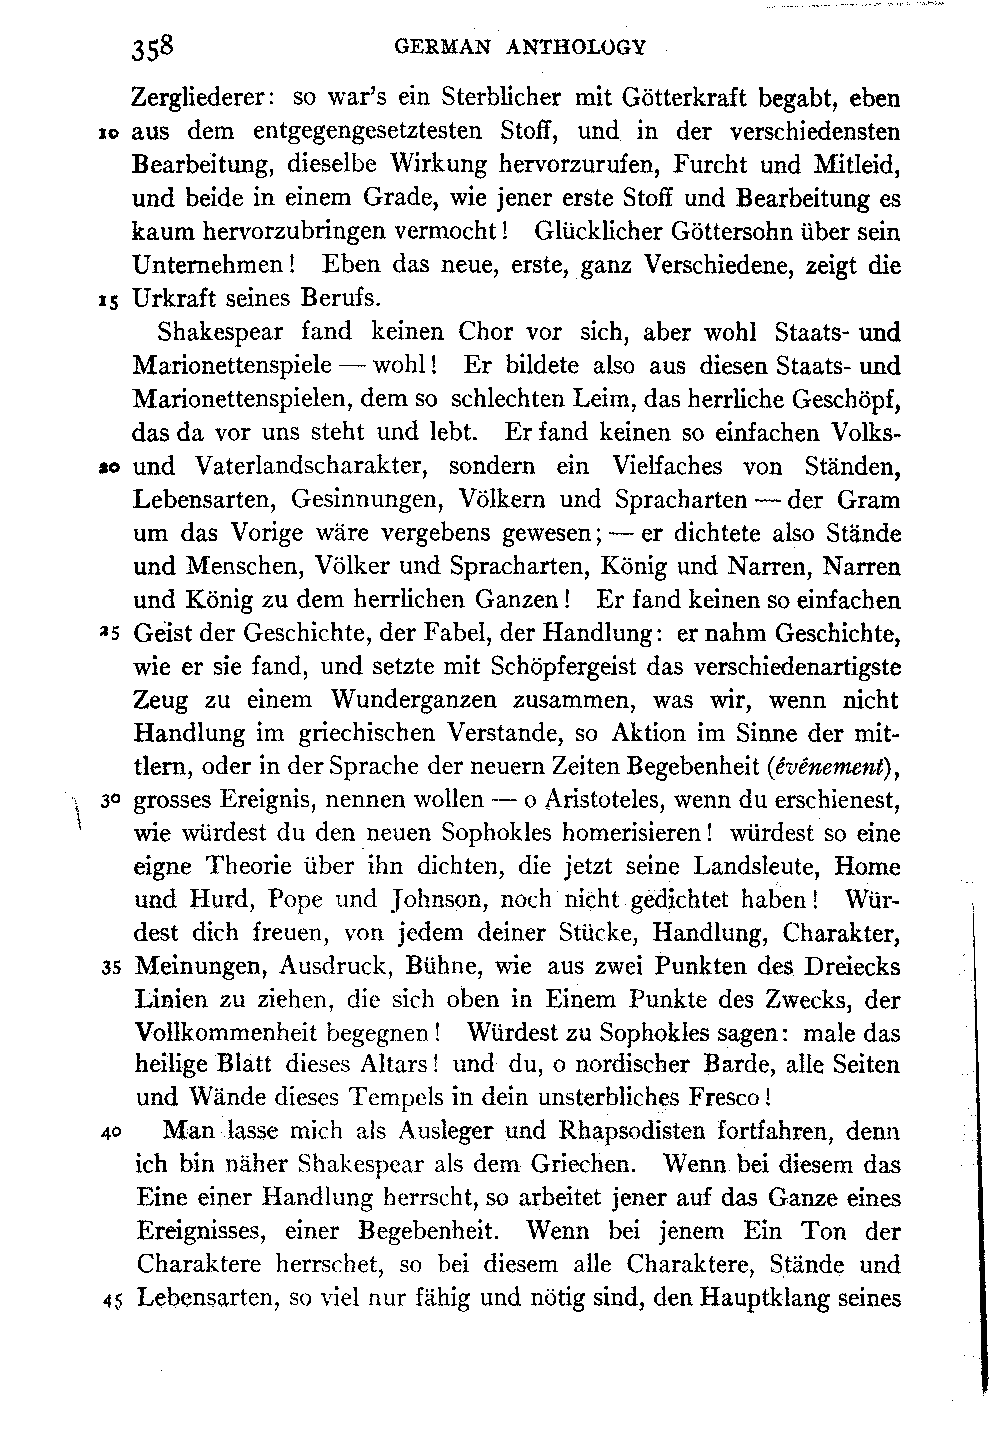 358 GERMAN ANTHOLOGY
Zergliederer: so war's ein Sterblicher mit Götterkraft begabt, eben
10 aus dem entgegengesetztesten Stoff, und in der verschiedensten
Bearbeitung, dieselbe Wirkung hervorzurufen, Furcht und Mitleid,
und beide in einem Grade, wie jener erste Stoff und Bearbeitung es
kaum hervorzubringen vermocht! Glücklicher Göttersohn über sein
Unternehmen! Eben das neue, erste, ganz Verschiedene, zeigt die
15 Urkraft seines Berufs.
Shakespear fand keinen Chor vor sich, aber wohl Staats- und
Marionettenspiele — wohl! Er bildete also aus diesen Staats- und
Marionettenspielen, dem so schlechten Leim, das herrliche Geschöpf,
das da vor uns steht und lebt. Er fand keinen so einfachen Volks-
20 und Vaterlandscharakter, sondern ein Vielfaches von Ständen,
Lebensarten, Gesinnungen, Völkern und Spracharten — der Gram
um das Vorige wäre vergebens gewesen; — er dichtete also Stände
und Menschen, Völker und Spracharten, König und Narren, Narren
und König zu dem herrlichen Ganzen! Er fand keinen so einfachen
25 Geist der Geschichte, der Fabel, der Handlung: er nahm Geschichte,
wie er sie fand, und setzte mit Schöpfergeist das verschiedenartigste
Zeug zu einem Wunderganzen zusammen, was wir, wenn nicht
Handlung im griechischen Verstande, so Aktion im Sinne der mit-
tlern, oder in der Sprache der neuern Zeiten Begebenheit (événement),
30 grosses Ereignis, nennen wollen — o Aristoteles, wenn du erschienest,
wie würdest du den neuen Sophokles homerisieren! würdest so eine
eigne Theorie über ihn dichten, die jetzt seine Landsleute, Home
und Hurd, Pope und Johnson, noch nicht gedichtet haben! Wür-
dest dich freuen, von jedem deiner Stücke, Handlung, Charakter,
35 Meinungen, Ausdruck, Bühne, wie aus zwei Punkten des Dreiecks
Linien zu ziehen, die sich oben in Einem Punkte des Zwecks, der
Vollkommenheit begegnen! Würdest zu Sophokles sagen: male das
heilige Blatt dieses Altars! und du, o nordischer Barde, alle Seiten
und Wände dieses Tempels in dein unsterbliches Fresco!
40 Man lasse mich als Ausleger und Rhapsodisten fortfahren, denn
ich bin näher Shakespear als dem Griechen. Wenn bei diesem das
Eine einer Handlung herrscht, so arbeitet jener auf das Ganze eines
Ereignisses, einer Begebenheit. Wenn bei jenem Ein Ton der
Charaktere herrschet, so bei diesem alle Charaktere, Stände und
45 Lebensarten, so viel nur fähig und nötig sind, den Hauptklang seines